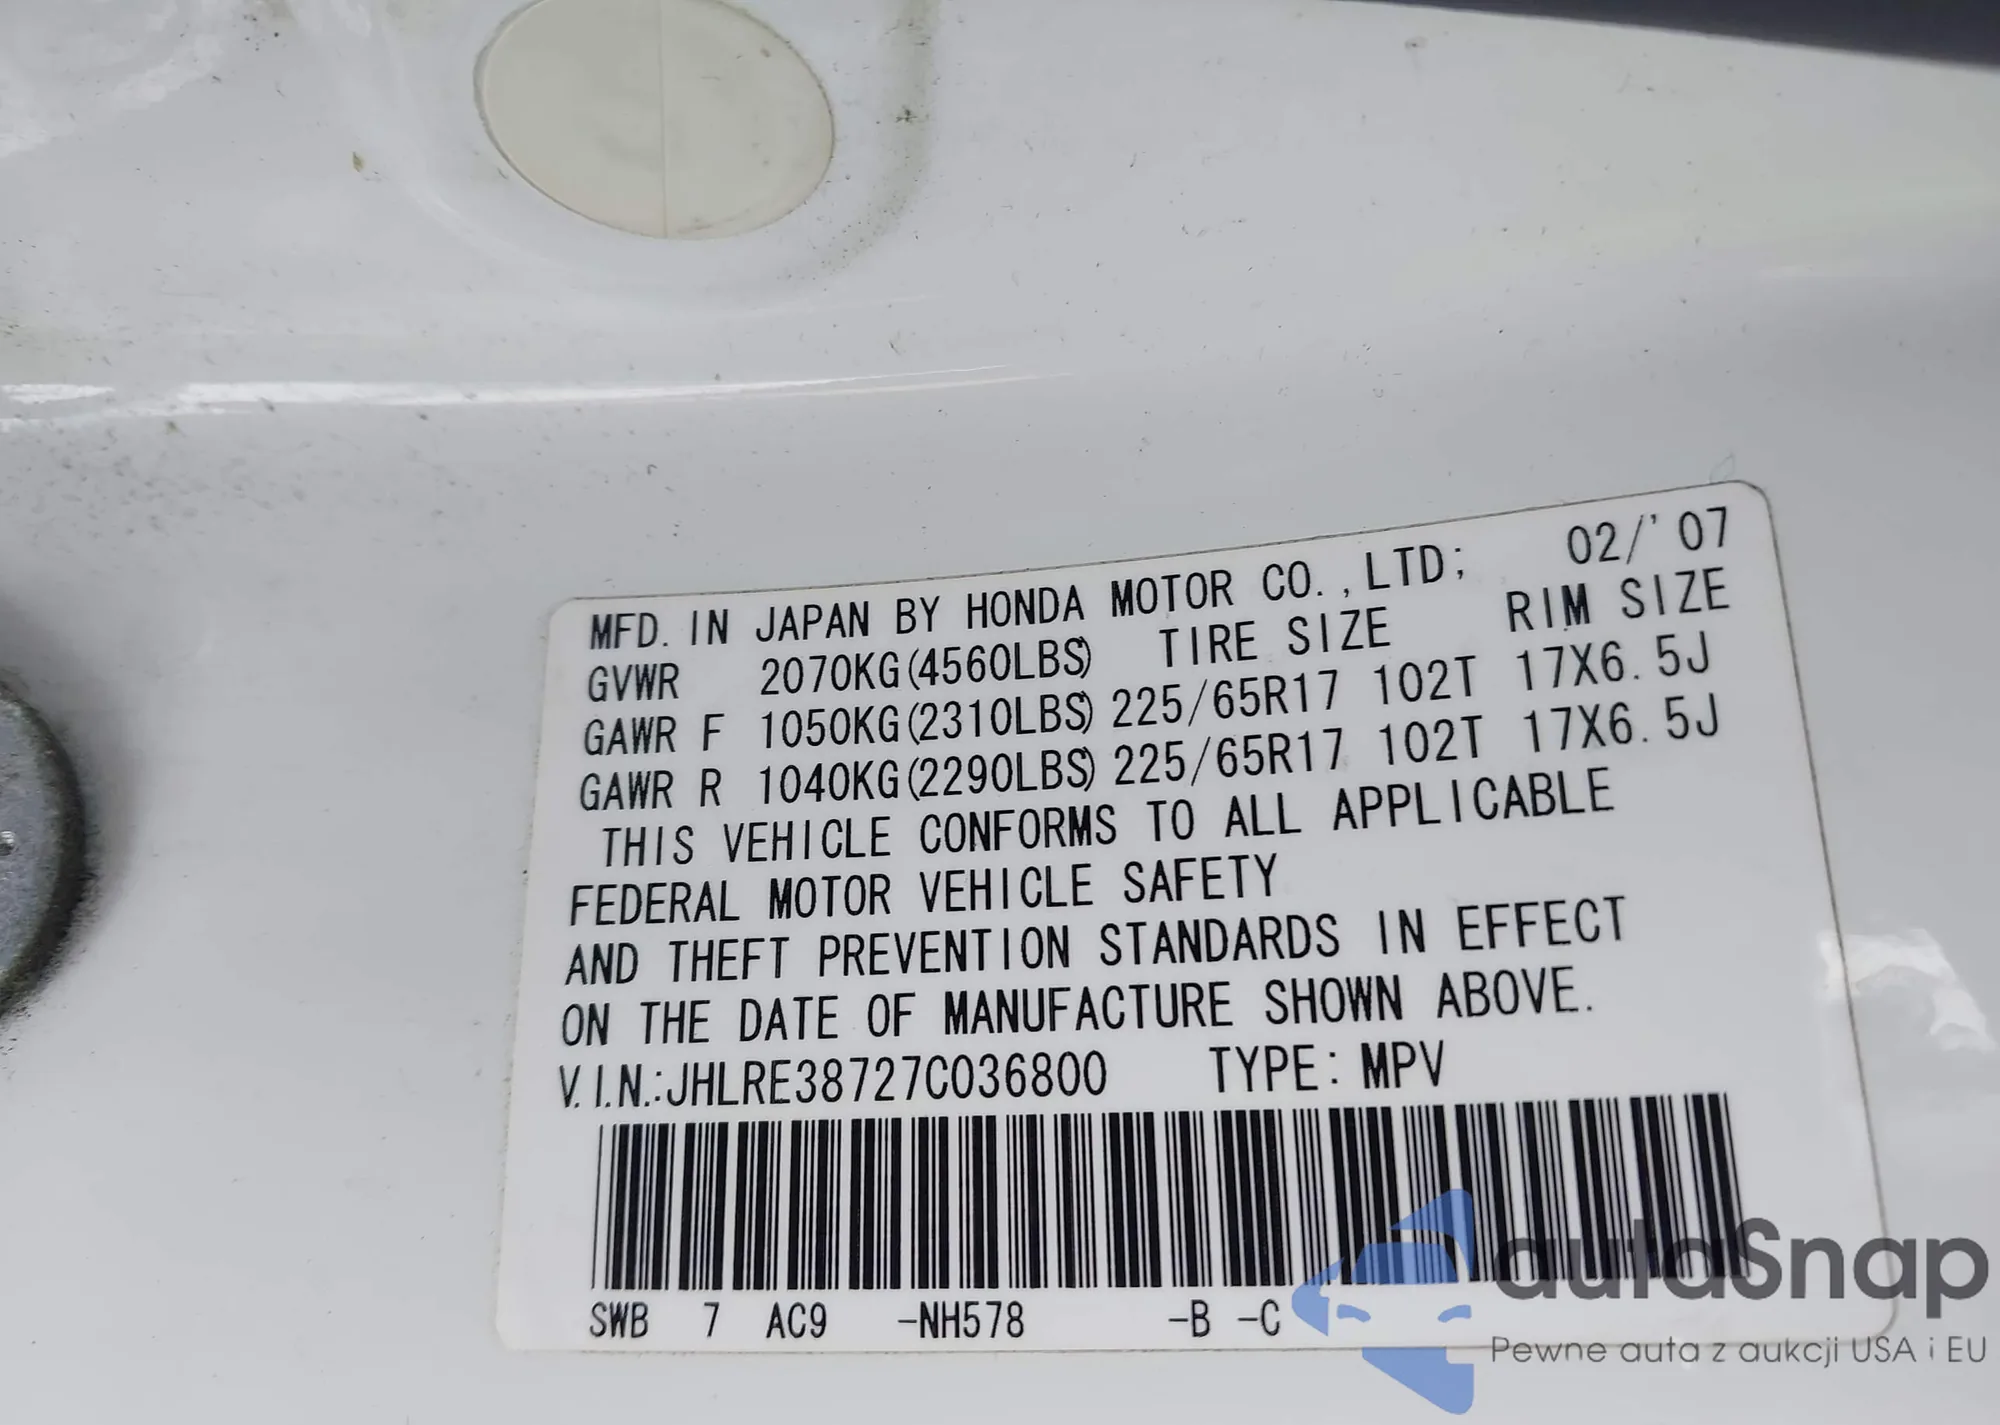 MFD. IN JAPAN BY HONDA MOTOR CO., LTD; 02/'07
GVWR 2070KG(4560LBS) TIRE SIZE RIM SIZE
GAWR F 1050KG(2310LBS) 225/65R17 102T 17X6.5J
GAWR R 1040KG(2290LBS) 225/65R17 102T 17X6.5J
THIS VEHICLE CONFORMS TO ALL APPLICABLE
FEDERAL MOTOR VEHICLE SAFETY
AND THEFT PREVENTION STANDARDS IN EFFECT
ON THE DATE OF MANUFACTURE SHOWN ABOVE.
V.I.N.:JHLRE38727C036800 TYPE: MPV
SWB 7 AC9 -NH578 -B -C
autaSnap
Pewne auta z aukcji USA i EU